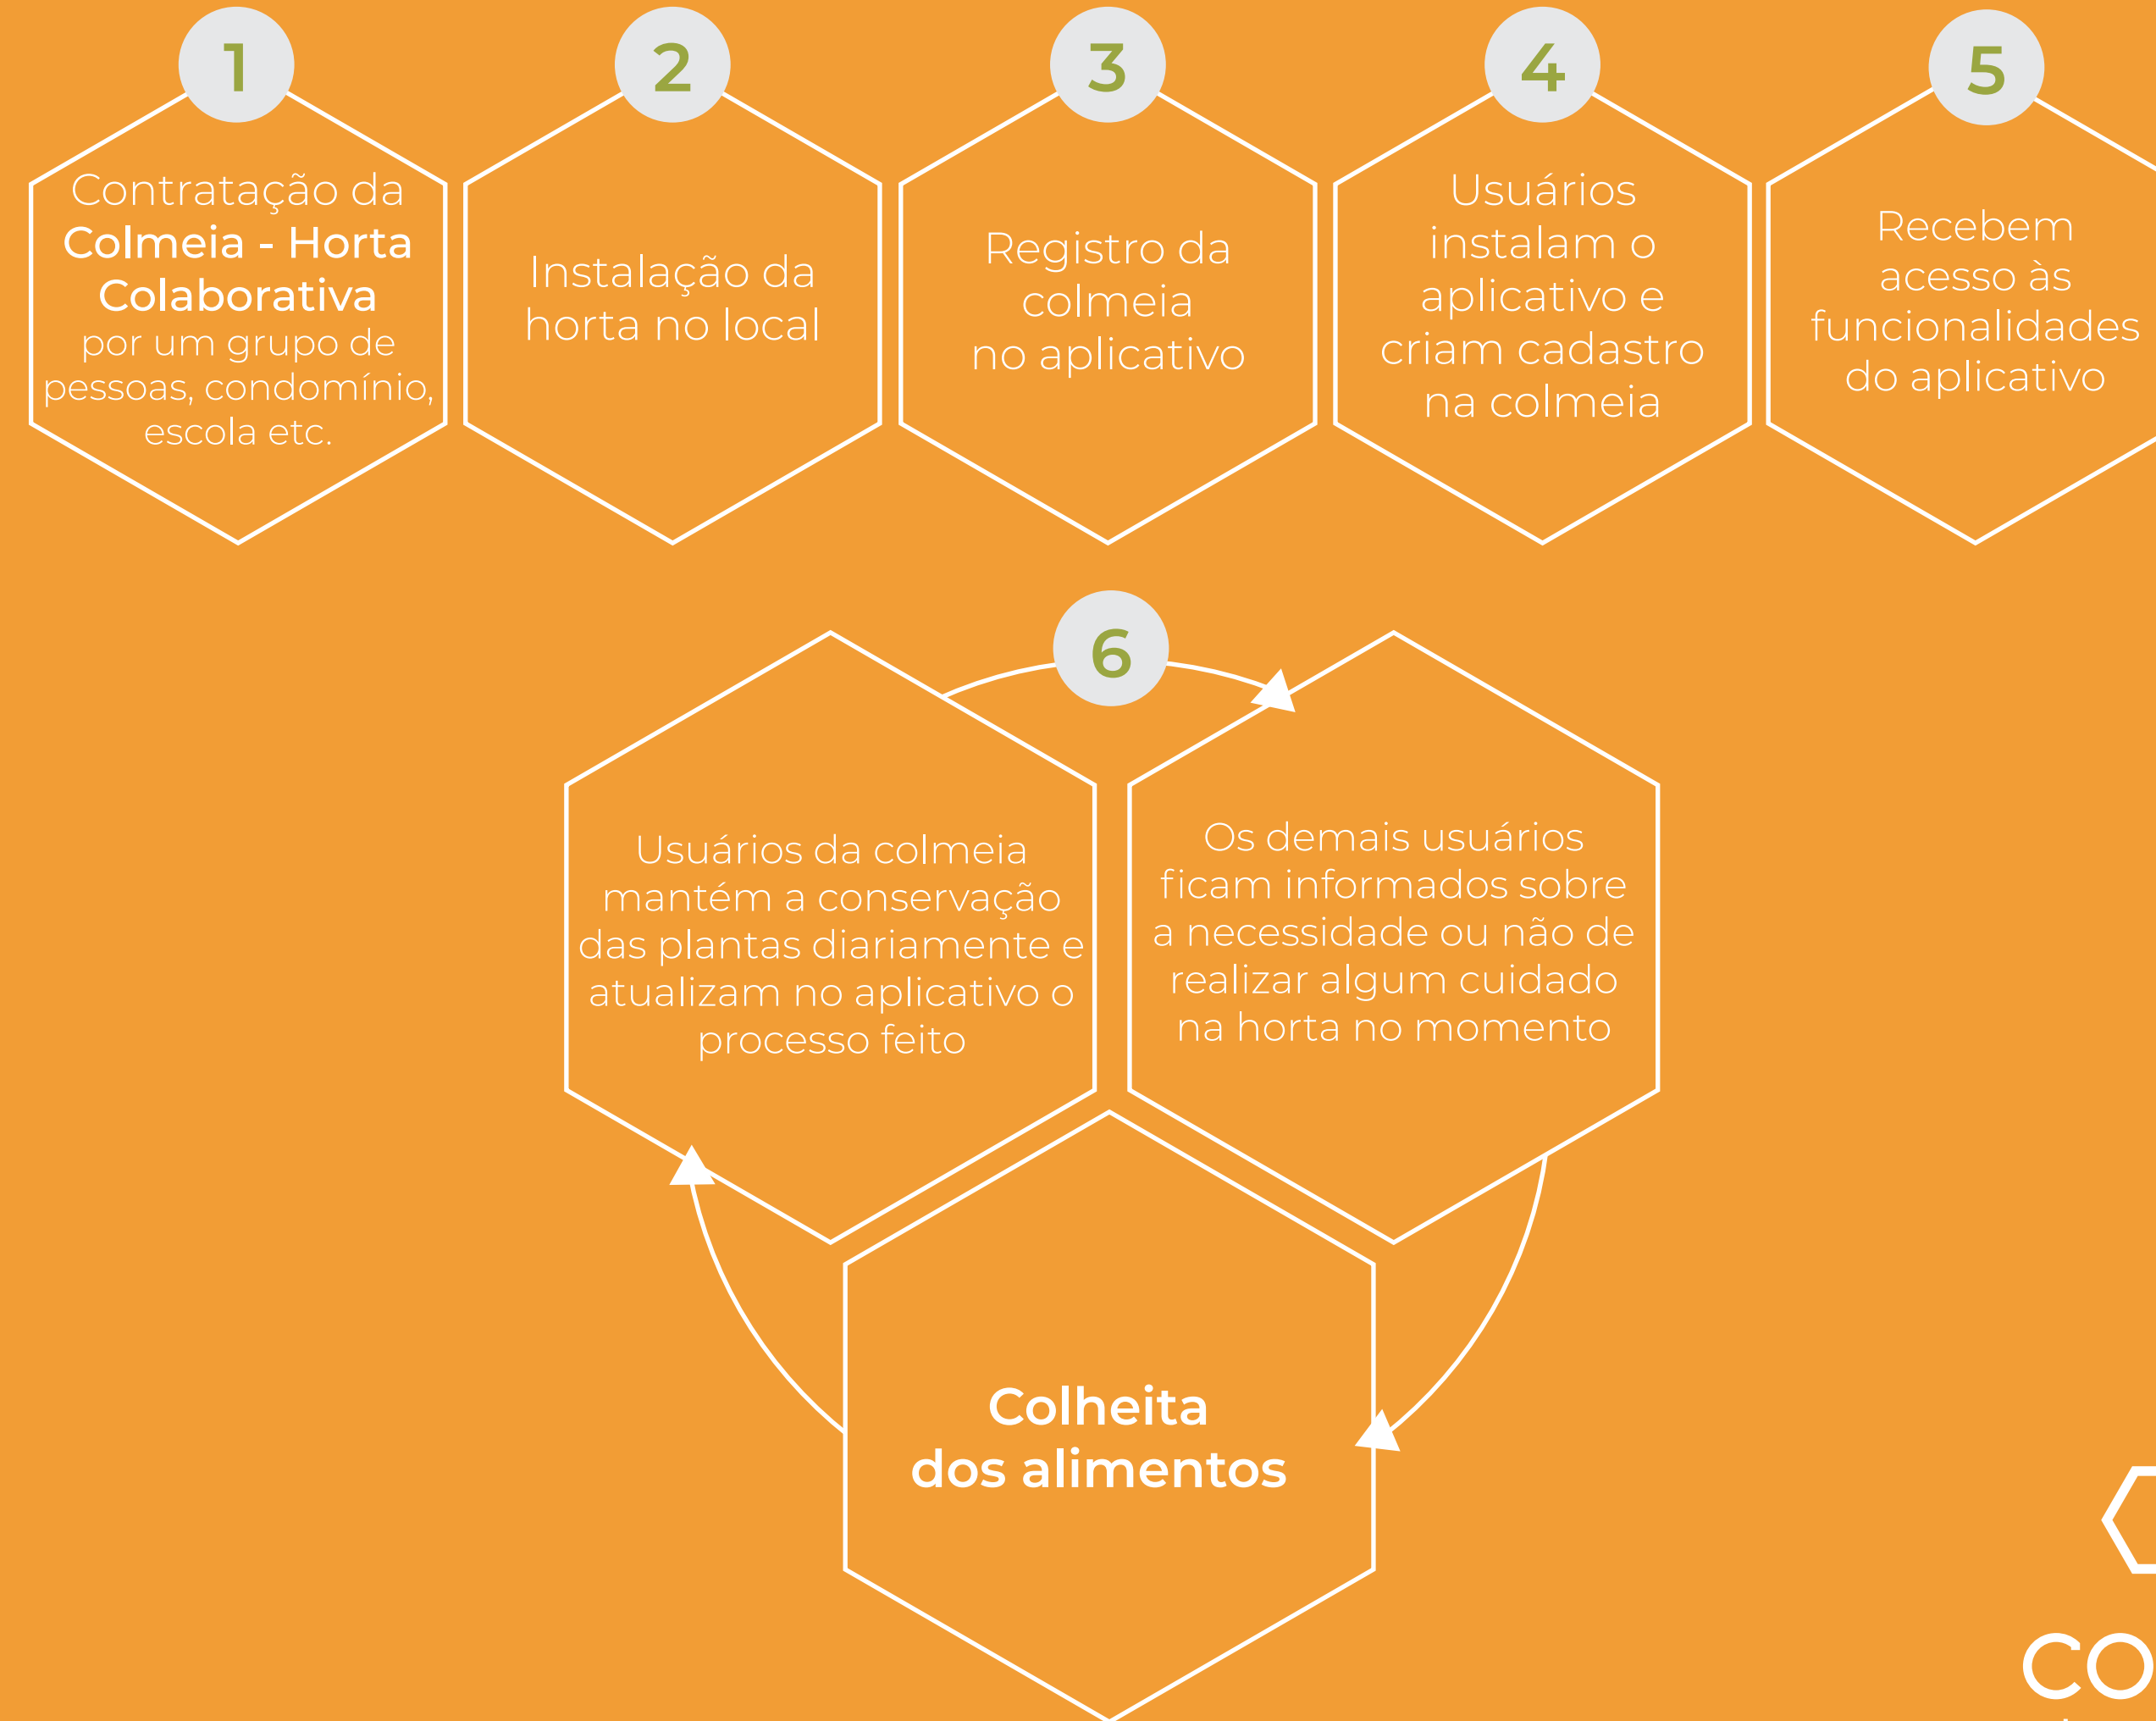 1
Contratação da
Colmeia - Horta
Colaborativa
por um grupo de
pessoas, condomínio,
escola etc.
2
Instalação da
horta no local
3
Registro da
colmeia
no aplicativo
4
Usuários
instalam o
aplicativo e
criam cadastro
na colmeia
5
Recebem
acesso às
funcionalidades
do aplicativo
6
Usuários da colmeia
mantém a conservação
das plantas diariamente e
atualizam no aplicativo o
processo feito
Os demais usuários
ficam informados sobre
a necessidade ou não de
realizar algum cuidado
na horta no momento
Colheita
dos alimentos
co